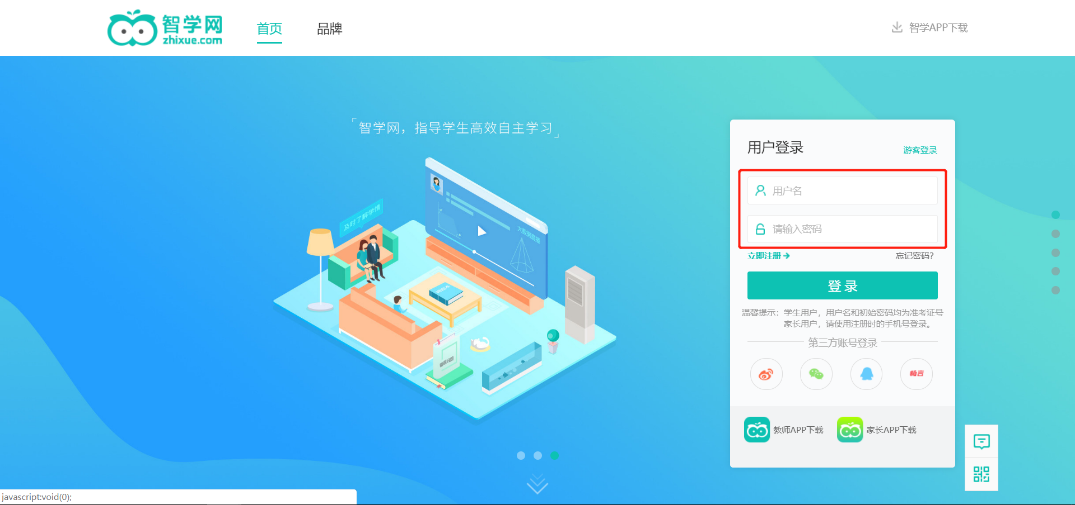 智学网
zhixue.com
首页
品牌
智学APP下载
智学网，指导学生高效自主学习
及时了解学情
用户登录
游客登录
用户名
请输入密码
立即注册
忘记密码?
登录
温馨提示：学生用户，用户名和初始密码均为准考证号
家长用户，请使用注册时的手机号登录。
第三方账号登录
教师APP下载
家长APP下载
javascript:void(0);